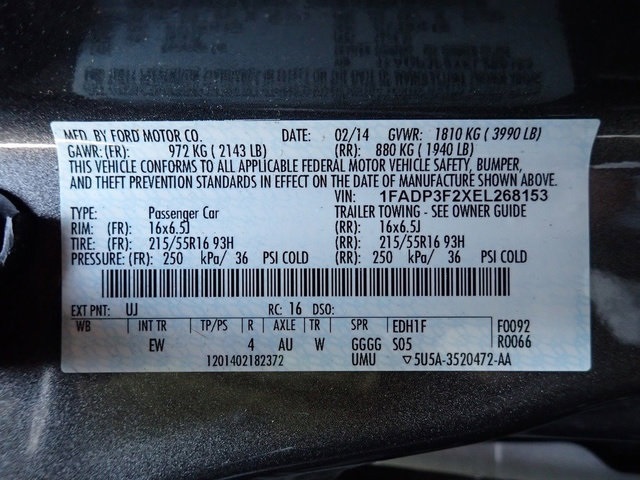 MFD. BY FORD MOTOR CO. DATE: 02/14 GVWR: 1810 KG ( 3990 LB)
GAWR: (FR): 972 KG ( 2143 LB) (RR): 880 KG ( 1940 LB)
THIS VEHICLE CONFORMS TO ALL APPLICABLE FEDERAL MOTOR VEHICLE SAFETY, BUMPER,
AND THEFT PREVENTION STANDARDS IN EFFECT ON THE DATE OF MANUFACTURE SHOWN ABOVE.
VIN: 1FADP3F2XEL268153
TYPE: Passenger Car TRAILER TOWING - SEE OWNER GUIDE
RIM: (FR): 16x6.5J (RR): 16x6.5J
TIRE: (FR): 215/55R16 93H (RR): 215/55R16 93H
PRESSURE: (FR): 250 kPa/ 36 PSI COLD (RR): 250 kPa/ 36 PSI COLD
EXT PNT: UJ RC: 16 DSO:
WB INT TR TP/PS R AXLE TR SPR EDH1F F0092
EW 4 AU W GGGG S05 R0066
1201402182372 UMU ▽5U5A-3520472-AA